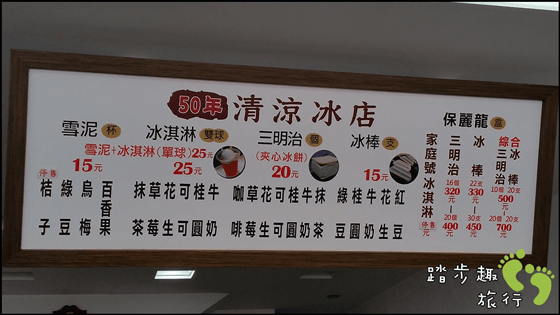 50年 清涼冰店
雪泥 杯
雪泥+冰淇淋(單球)25元
15元
百香果
烏梅
綠豆
桔子
停售
冰淇淋 雙球
25元
牛奶
桂圓
可可
花生
草莓
抹茶
三明治 個
(夾心冰餅)
20元
抹茶
牛奶
桂圓
可可
花生
草莓
咖啡
冰棒 支
15元
紅豆
花生
牛奶
桂圓
綠豆
保麗龍 盒
綜合 冰棒 三明治
10個 20支
500元
20個 20支
700元
冰棒
22支
330元
30支
450元
三明治
16個
320元
20個
400元
家庭號冰淇淋
停售
踏步趣
旅行